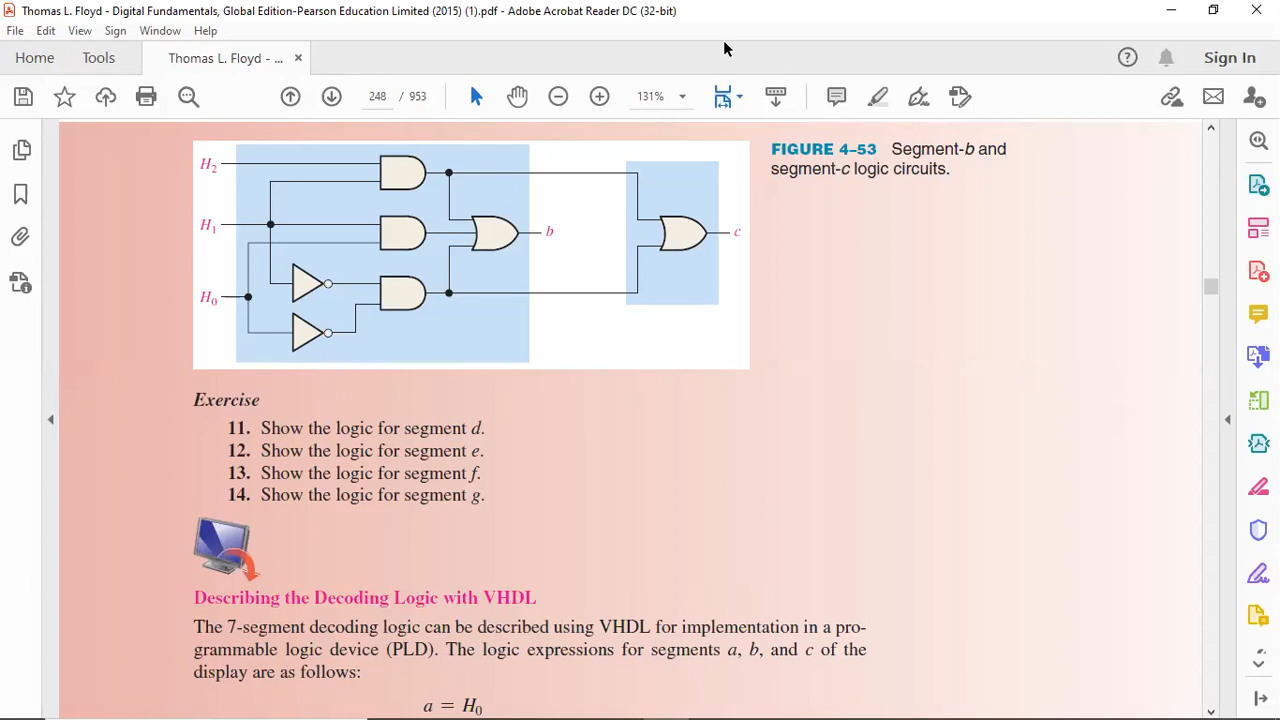 Thomas L. Floyd - Digital Fundamentals, Global Edition-Pearson Education Limited (2015) (1).pdf - Adobe Acrobat Reader DC (32-bit)
File Edit View Sign Window Help
Home Tools Thomas L. Floyd - ... × Sign In
248 / 953 131%
FIGURE 4–53 Segment-b and
segment-c logic circuits.
H2
H1
H0
b
c
Exercise
11. Show the logic for segment d.
12. Show the logic for segment e.
13. Show the logic for segment f.
14. Show the logic for segment g.
Describing the Decoding Logic with VHDL
The 7-segment decoding logic can be described using VHDL for implementation in a pro-
grammable logic device (PLD). The logic expressions for segments a, b, and c of the
display are as follows:
a = H0